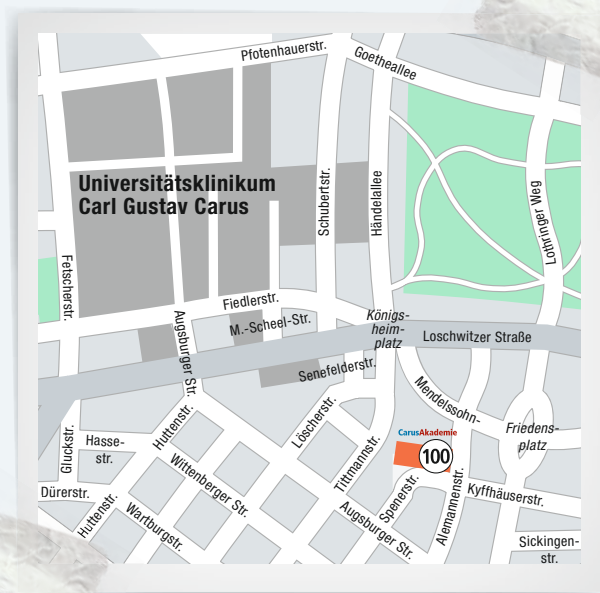 Pfotenhauerstr.
Goetheallee
Universitätsklinikum
Carl Gustav Carus
Schubertstr.
Händelallee
Lothringer Weg
Fetscherstr.
Fiedlerstr.
M.-Scheel-Str.
Augsburger Str.
Königs-
heim-
platz
Loschwitzer Straße
Senefelderstr.
Mendelssohn-
CarusAkademie
100
Friedens-
platz
Löscherstr.
Tittmannstr.
Huttenstr.
Gluckstr.
Hasse-
str.
Wittenberger Str.
Spenerstr.
Alemannenstr.
Kyffhäuserstr.
Dürerstr.
Huttenstr.
Wartburgstr.
Augsburger Str.
Sickingen-
str.